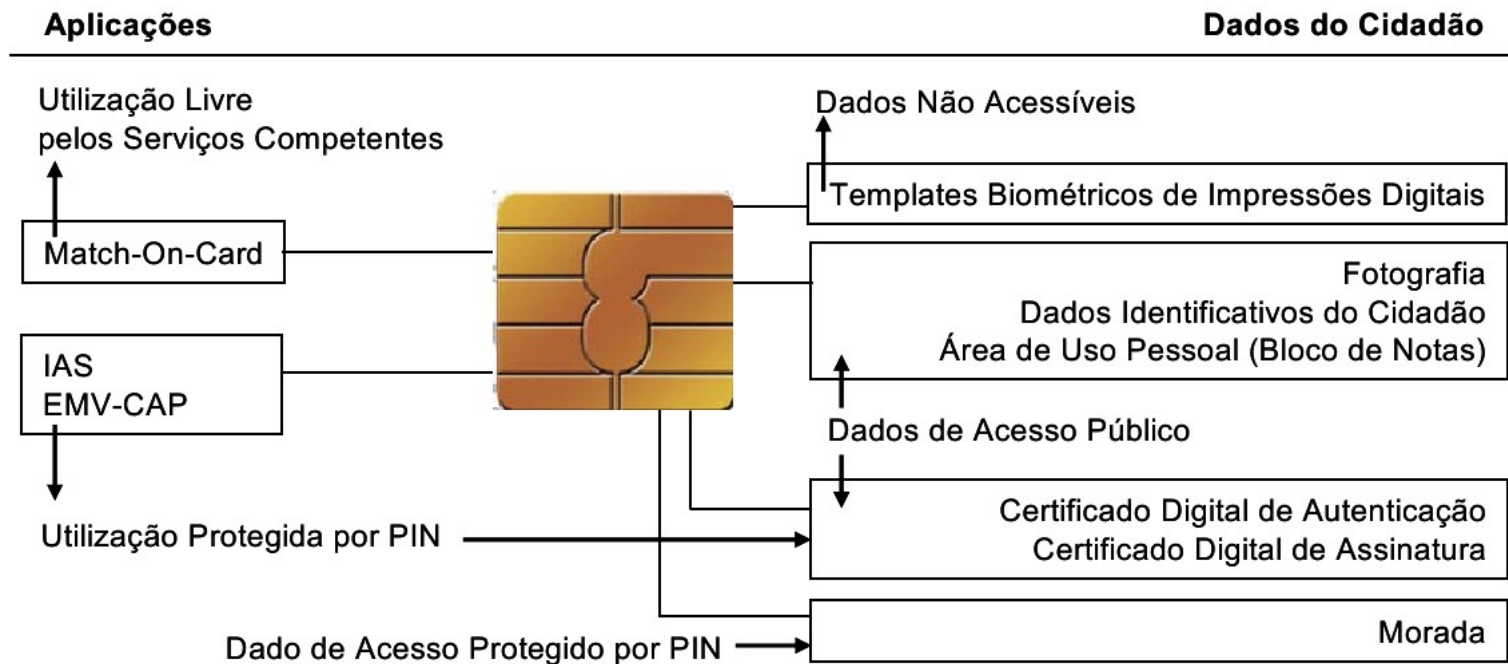 Aplicações
Dados do Cidadão
Utilização Livre
pelos Serviços Competentes
Match-On-Card
IAS
EMV-CAP
Utilização Protegida por PIN
Dado de Acesso Protegido por PIN
Dados Não Acessíveis
Templates Biométricos de Impressões Digitais
Fotografia
Dados Identificativos do Cidadão
Área de Uso Pessoal (Bloco de Notas)
Dados de Acesso Público
Certificado Digital de Autenticação
Certificado Digital de Assinatura
Morada